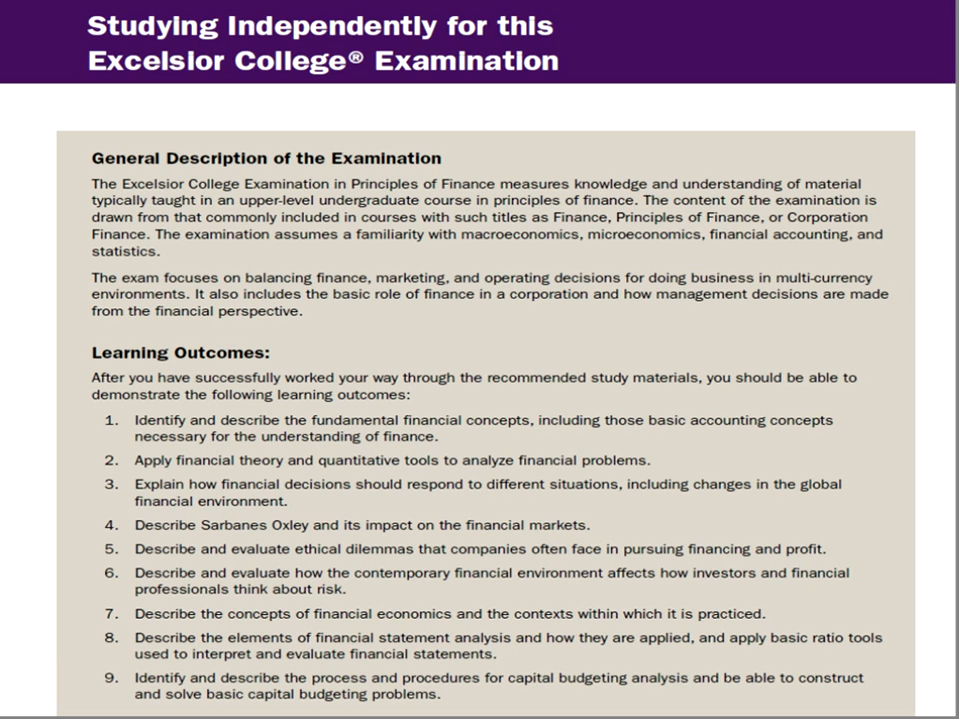 Studying Independently for this
Excelsior College® Examination
General Description of the Examination
The Excelsior College Examination in Principles of Finance measures knowledge and understanding of material
typically taught in an upper-level undergraduate course in principles of finance. The content of the examination is
drawn from that commonly included in courses with such titles as Finance, Principles of Finance, or Corporation
Finance. The examination assumes a familiarity with macroeconomics, microeconomics, financial accounting, and
statistics.
The exam focuses on balancing finance, marketing, and operating decisions for doing business in multi-currency
environments. It also includes the basic role of finance in a corporation and how management decisions are made
from the financial perspective.
Learning Outcomes:
After you have successfully worked your way through the recommended study materials, you should be able to
demonstrate the following learning outcomes:
1. Identify and describe the fundamental financial concepts, including those basic accounting concepts
necessary for the understanding of finance.
2. Apply financial theory and quantitative tools to analyze financial problems.
3. Explain how financial decisions should respond to different situations, including changes in the global
financial environment.
4. Describe Sarbanes Oxley and its impact on the financial markets.
5. Describe and evaluate ethical dilemmas that companies often face in pursuing financing and profit.
6. Describe and evaluate how the contemporary financial environment affects how investors and financial
professionals think about risk.
7. Describe the concepts of financial economics and the contexts within which it is practiced.
8. Describe the elements of financial statement analysis and how they are applied, and apply basic ratio tools
used to interpret and evaluate financial statements.
9. Identify and describe the process and procedures for capital budgeting analysis and be able to construct
and solve basic capital budgeting problems.